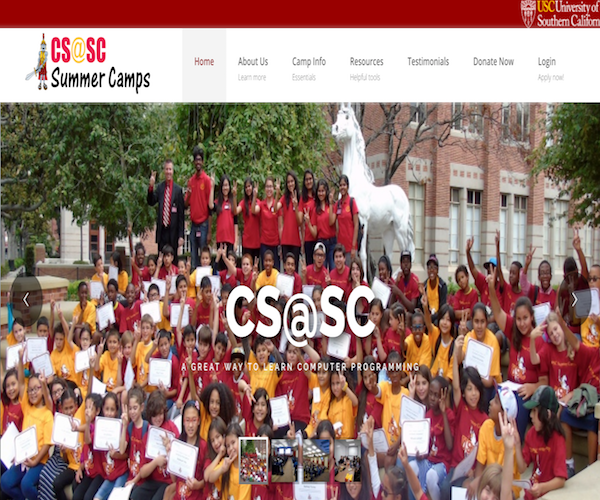 USC University of
Southern Californ
CS@SC
Summer Camps
Home
About Us
Learn more
Camp Info
Essentials
Resources
Helpful tools
Testimonials
Donate Now
Login
Apply now!
CS@SC
A GREAT WAY TO LEARN COMPUTER PROGRAMMING